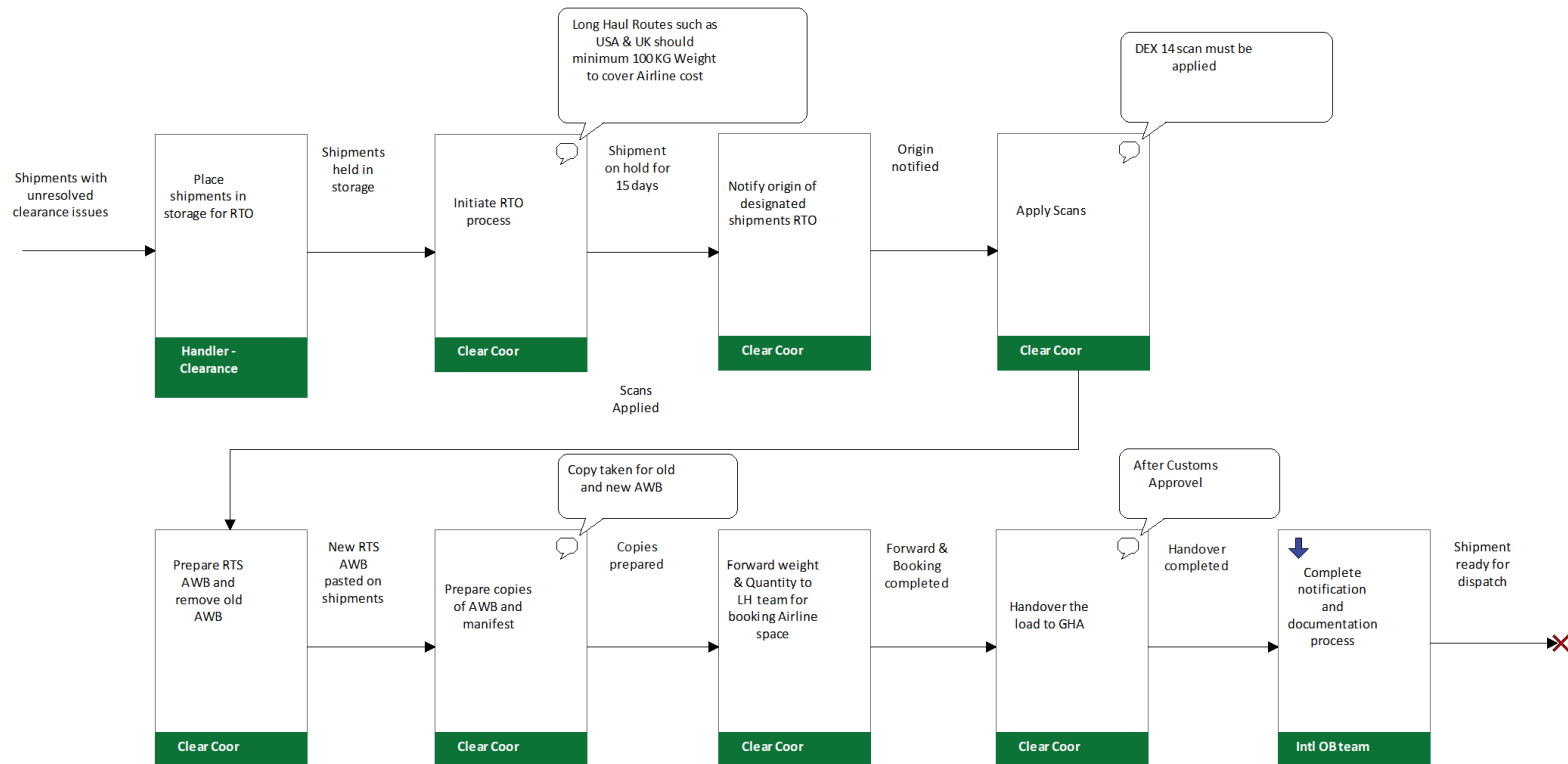 Long Haul Routes such as
USA & UK should
minimum 100 KG Weight
to cover Airline cost
DEX 14 scan must be
applied
Shipments with
unresolved
clearance issues
Place
shipments in
storage for RTO
Handler -
Clearance
Shipments
held in
storage
Initiate RTO
process
Clear Coor
Shipment
on hold for
15 days
Notify origin of
designated
shipments RTO
Clear Coor
Origin
notified
Apply Scans
Clear Coor
Scans
Applied
Prepare RTS
AWB and
remove old
AWB
Clear Coor
New RTS
AWB
pasted on
shipments
Copy taken for old
and new AWB
Prepare copies
of AWB and
manifest
Clear Coor
Copies
prepared
Forward weight
& Quantity to
LH team for
booking Airline
space
Clear Coor
Forward &
Booking
completed
After Customs
Approvel
Handover the
load to GHA
Clear Coor
Handover
completed
Complete
notification
and
documentation
process
Intl OB team
Shipment
ready for
dispatch